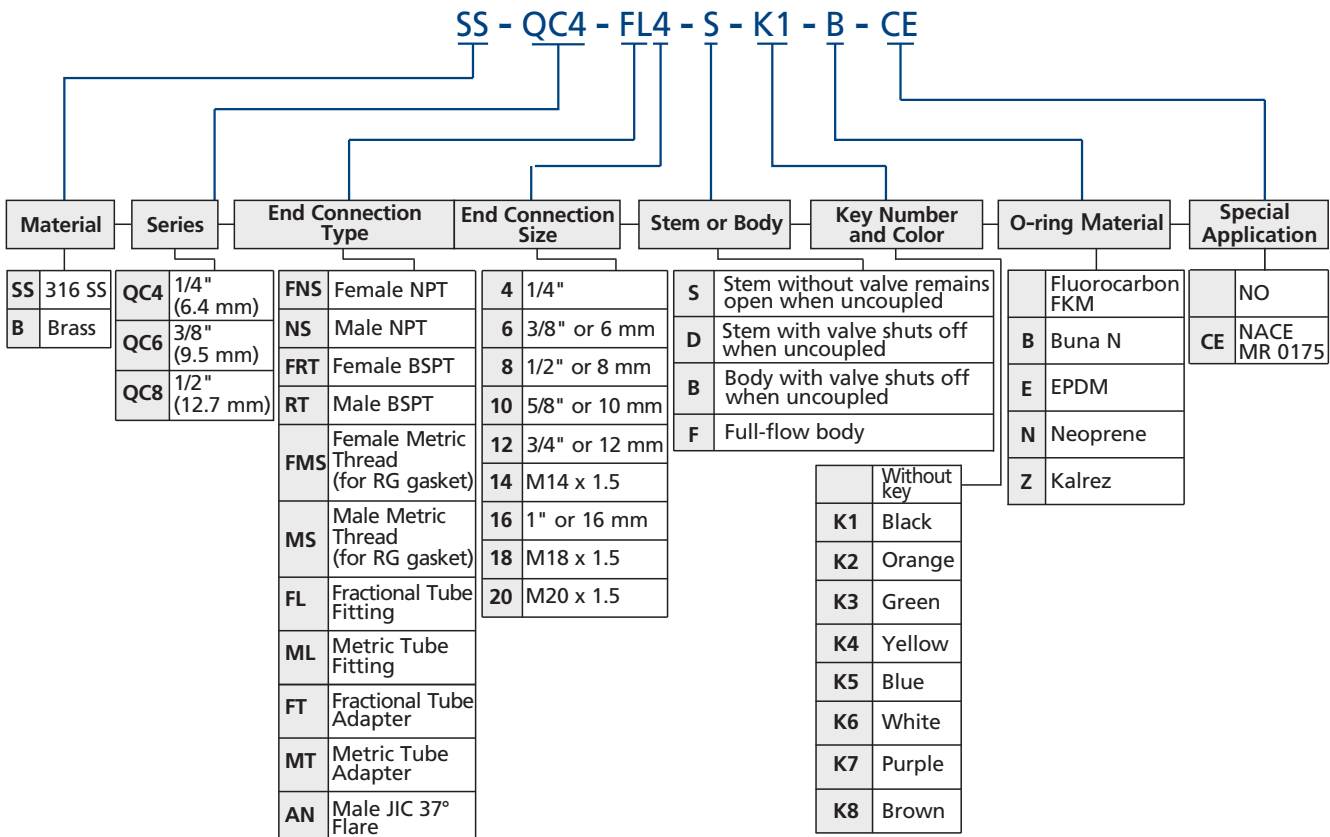 SS - QC4 - FL4 - S - K1 - B - CE
Material
Series
End Connection
Type
End Connection
Size
Stem or Body
Key Number
and Color
O-ring Material
Special
Application
SS 316 SS
B Brass
QC4 1/4"
(6.4 mm)
QC6 3/8"
(9.5 mm)
QC8 1/2"
(12.7 mm)
FNS Female NPT
NS Male NPT
FRT Female BSPT
RT Male BSPT
FMS Female Metric
Thread
(for RG gasket)
MS Male Metric
Thread
(for RG gasket)
FL Fractional Tube
Fitting
ML Metric Tube
Fitting
FT Fractional Tube
Adapter
MT Metric Tube
Adapter
AN Male JIC 37°
Flare
4 1/4"
6 3/8" or 6 mm
8 1/2" or 8 mm
10 5/8" or 10 mm
12 3/4" or 12 mm
14 M14 x 1.5
16 1" or 16 mm
18 M18 x 1.5
20 M20 x 1.5
S Stem without valve remains
open when uncoupled
D Stem with valve shuts off
when uncoupled
B Body with valve shuts off
when uncoupled
F Full-flow body
Without
key
K1 Black
K2 Orange
K3 Green
K4 Yellow
K5 Blue
K6 White
K7 Purple
K8 Brown
Fluorocarbon
FKM
B Buna N
E EPDM
N Neoprene
Z Kalrez
NO
CE NACE
MR 0175